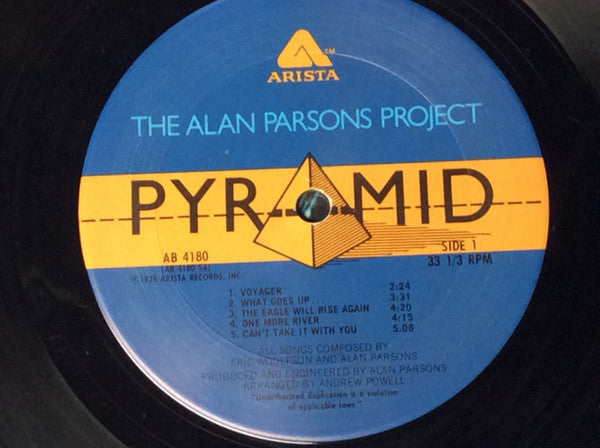 TM
ARISTA
THE ALAN PARSONS PROJECT
PYRAMID
AB 4180
(AB 4180 SA)
℗ 1978 ARISTA RECORDS, INC.
SIDE 1
33 1/3 RPM
1. VOYAGER 2:24
2. WHAT GOES UP... 3:31
3. THE EAGLE WILL RISE AGAIN 4:20
4. ONE MORE RIVER 4:15
5. CAN'T TAKE IT WITH YOU 5:06
ALL SONGS COMPOSED BY
ERIC WOOLFSON AND ALAN PARSONS
PRODUCED AND ENGINEERED BY ALAN PARSONS
ARRANGED BY ANDREW POWELL
"Unauthorized duplication is a violation
of applicable laws."